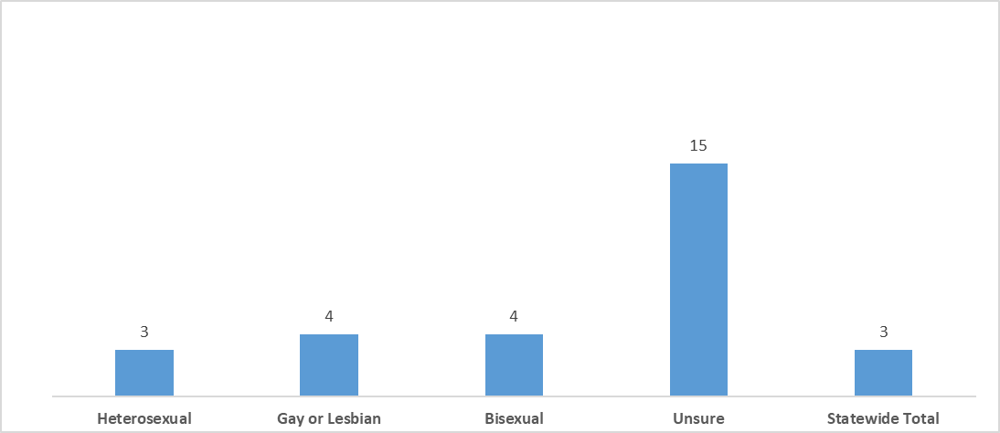 15
4
4
3
3
Heterosexual
Gay or Lesbian
Bisexual
Unsure
Statewide Total